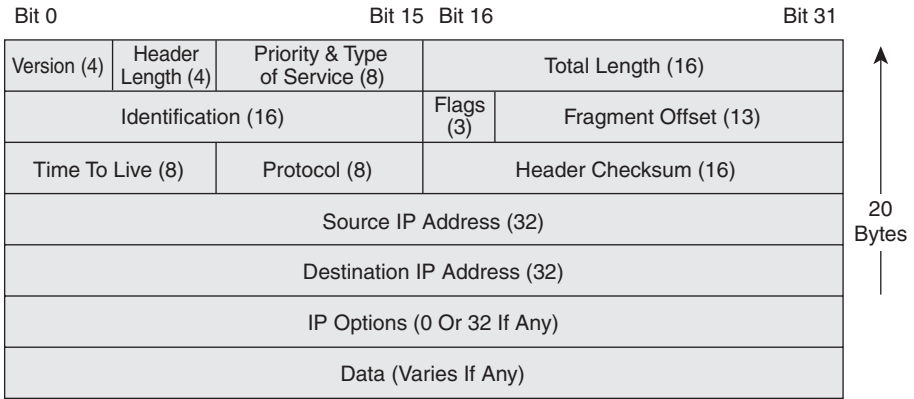 Bit 0 Bit 15 Bit 16 Bit 31
Version (4)
Header
Length (4)
Priority & Type
of Service (8)
Total Length (16)
Identification (16)
Flags
(3)
Fragment Offset (13)
Time To Live (8)
Protocol (8)
Header Checksum (16)
Source IP Address (32)
20
Bytes
Destination IP Address (32)
IP Options (0 Or 32 If Any)
Data (Varies If Any)